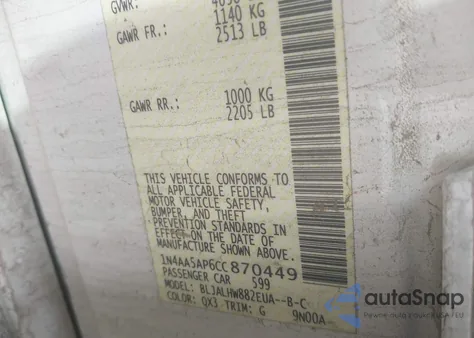 GVWR:
1140 KG
GAWR FR.: 2513 LB
1000 KG
GAWR RR.: 2205 LB
THIS VEHICLE CONFORMS TO
ALL APPLICABLE FEDERAL
MOTOR VEHICLE SAFETY,
BUMPER, AND THEFT
PREVENTION STANDARDS IN
EFFECT ON THE DATE OF
MANUFACTURE SHOWN ABOVE.
1N4AA5AP6CC870449
PASSENGER CAR 599
MODEL: BLJALHW882EUA--B-C
COLOR: QX3 TRIM: G 9N00A
autoSnap